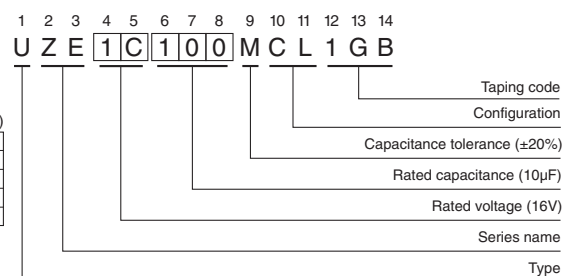 1 2 3 4 5 6 7 8 9 10 11 12 13 14
U Z E 1 C 1 0 0 M C L 1 G B
Taping code
)
Configuration
Capacitance tolerance (±20%)
Rated capacitance (10µF)
Rated voltage (16V)
Series name
Type